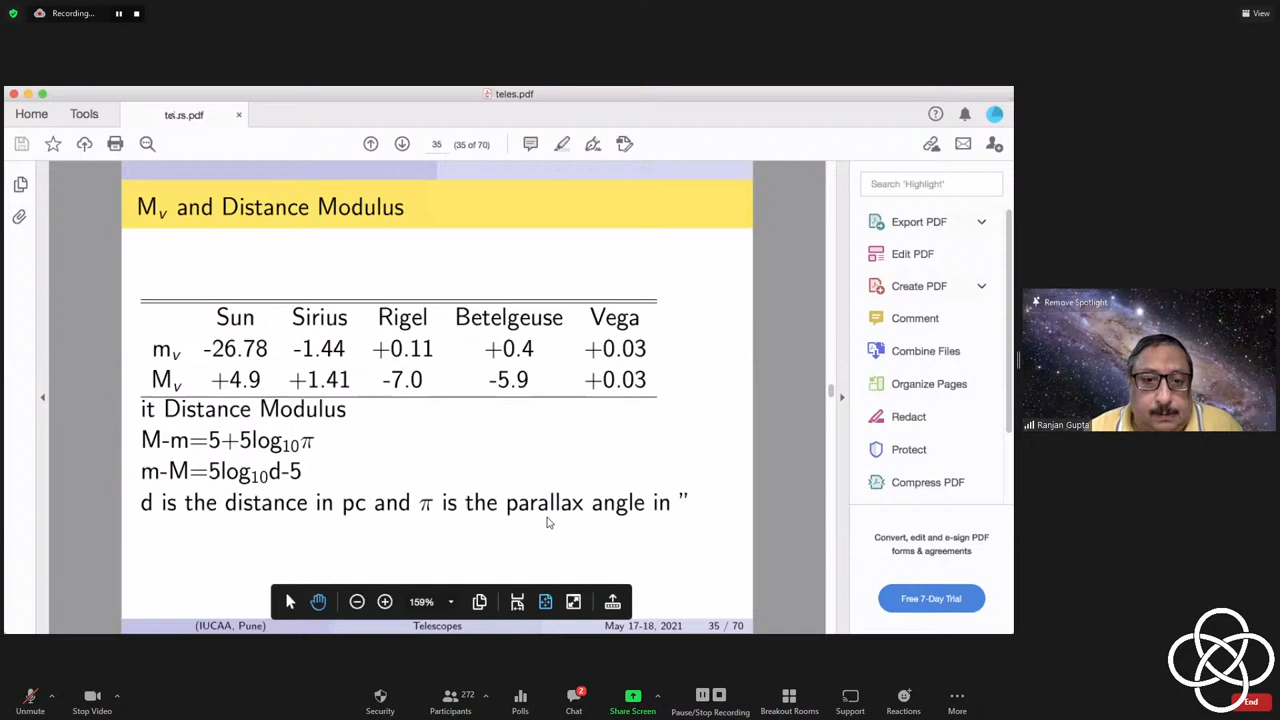 Recording...
View
teles.pdf
Home Tools
× 
35 (35 of 70)
Search 'Highlight'
Mv and Distance Modulus
Export PDF
Edit PDF
Create PDF
Comment
Combine Files
Organize Pages
Redact
Protect
Compress PDF
Sun Sirius Rigel Betelgeuse Vega
mv -26.78 -1.44 +0.11 +0.4 +0.03
Mv +4.9 +1.41 -7.0 -5.9 +0.03
it Distance Modulus
M-m=5+5log10π
m-M=5log10d-5
d is the distance in pc and π is the parallax angle in ”
Convert, edit and e-sign PDF
forms & agreements
Free 7-Day Trial
159%
(IUCAA, Pune) Telescopes May 17-18, 2021 35 / 70
Remove Spotlight
Ranjan Gupta
Unmute
Stop Video
Security
Participants 272
Polls
Chat 2
Share Screen
Pause/Stop Recording
Breakout Rooms
Support
Reactions
More
End